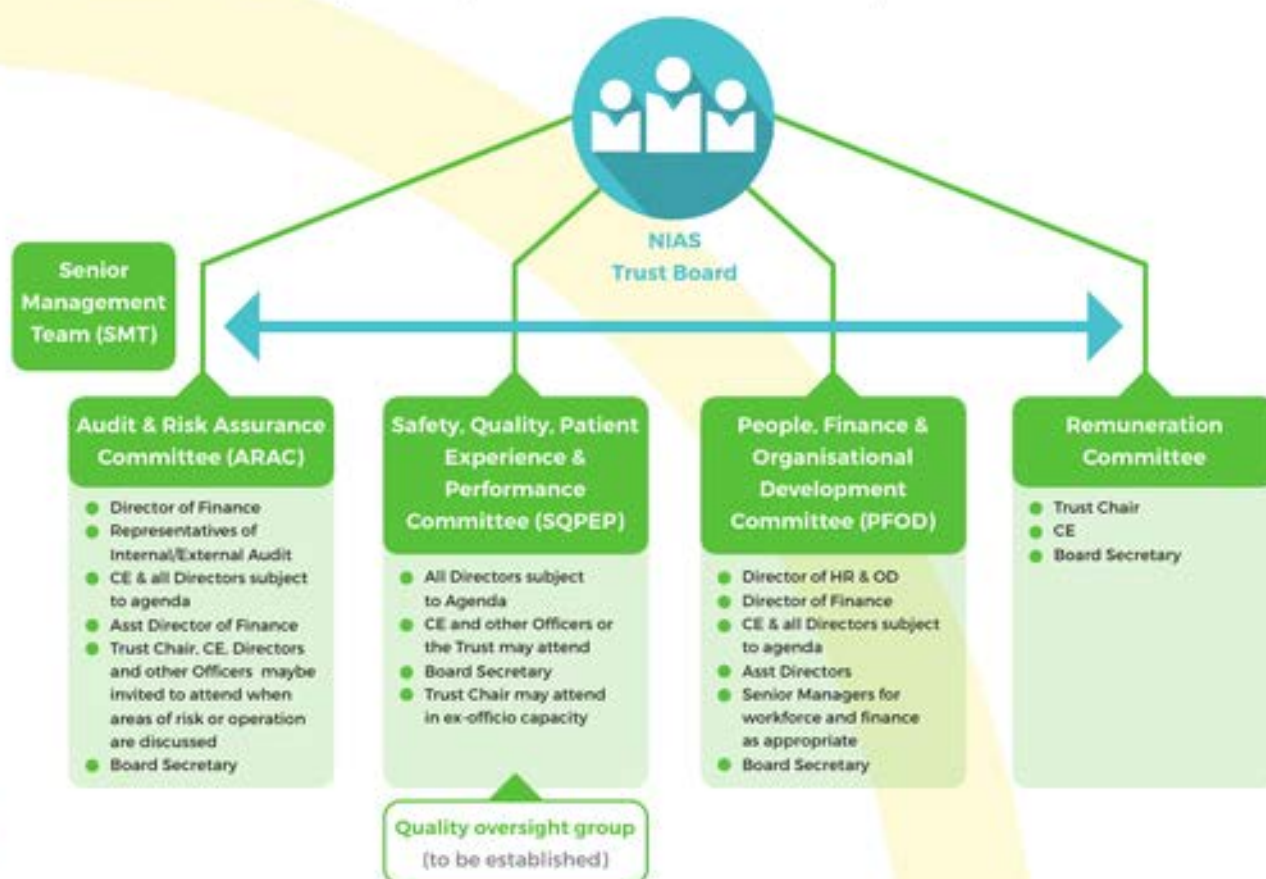 NIAS
Trust Board
Senior
Management
Team (SMT)
Audit & Risk Assurance
Committee (ARAC)
Director of Finance
Representatives of
Internal/External Audit
CE & all Directors subject
to agenda
Asst Director of Finance
Trust Chair, CE, Directors
and other Officers maybe
invited to attend when
areas of risk or operation
are discussed
Board Secretary
Safety, Quality, Patient
Experience &
Performance
Committee (SQPEP)
All Directors subject
to Agenda
CE and other Officers or
the Trust may attend
Board Secretary
Trust Chair may attend
in ex-officio capacity
Quality oversight group
(to be established)
People, Finance &
Organisational
Development
Committee (PFOD)
Director of HR & OD
Director of Finance
CE & all Directors subject
to agenda
Asst Directors
Senior Managers for
workforce and finance
as appropriate
Board Secretary
Remuneration
Committee
Trust Chair
CE
Board Secretary